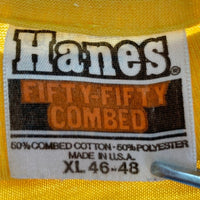 Hanes®
FIFTY-FIFTY
COMBED
50% COMBED COTTON - 50% POLYESTER
MADE IN U.S.A.
XL 46-48